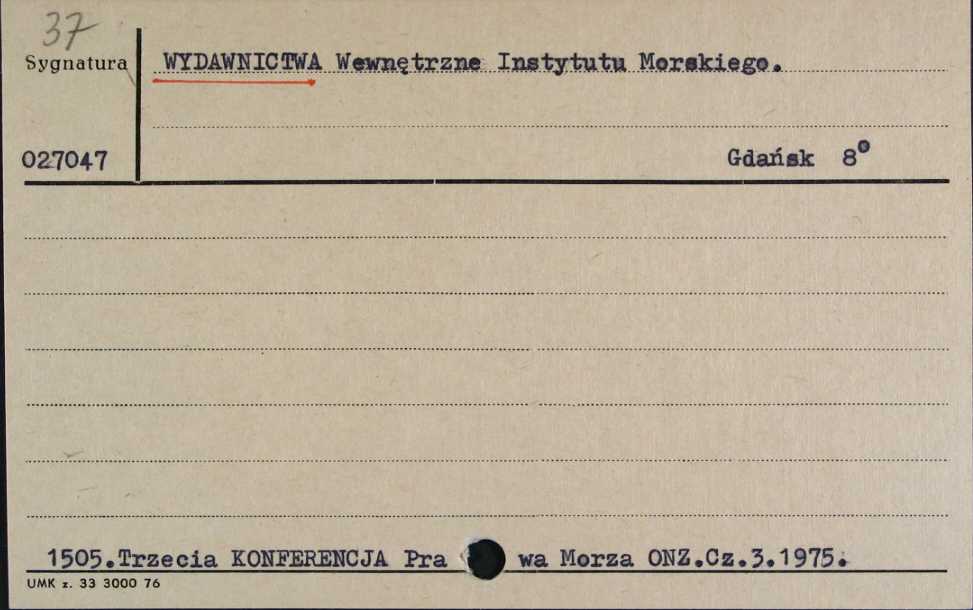 37
Sygnatura
WYDAWNICTWA Wewnętrzne Instytutu Morskiego.
027047
Gdańsk 8°
1505.Trzecia KONFERENCJA Pra wa Morza ONZ.Cz.3.1975.
UMK z. 33 3000 76